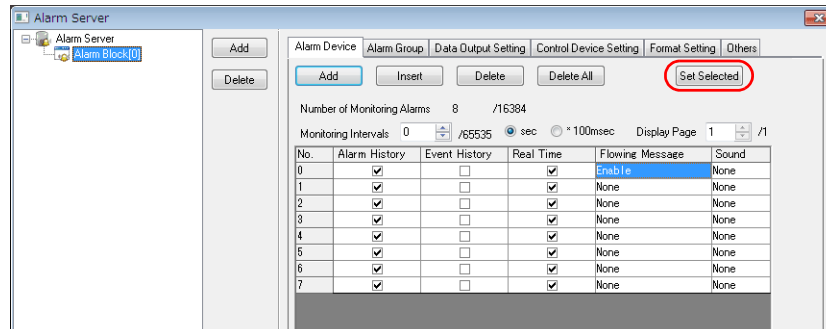 Alarm Server
Alarm Server
Alarm Block[0]
Add
Delete
Alarm Device Alarm Group Data Output Setting Control Device Setting Format Setting Others
Add Insert Delete Delete All Set Selected
Number of Monitoring Alarms 8 /16384
Monitoring Intervals 0 /65535 sec * 100msec Display Page 1 /1
No. Alarm History Event History Real Time Flowing Message Sound
0 Enable None
1 None None
2 None None
3 None None
4 None None
5 None None
6 None None
7 None None